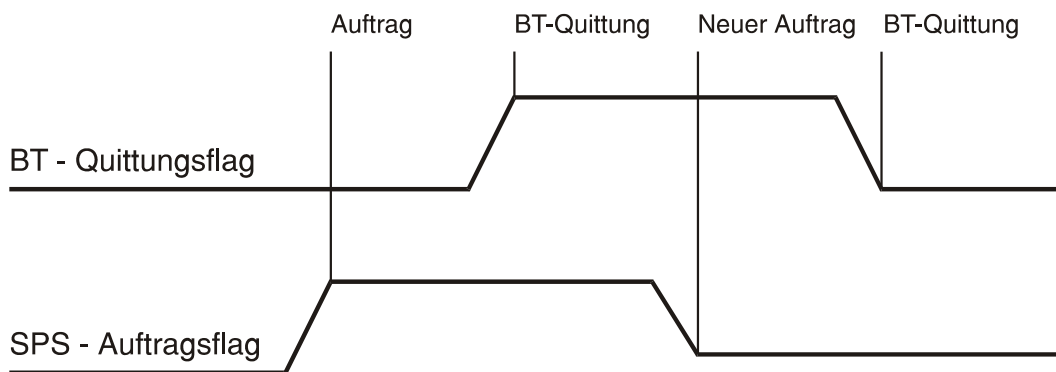 Auftrag
BT-Quittung
Neuer Auftrag
BT-Quittung
BT - Quittungsflag
SPS - Auftragsflag